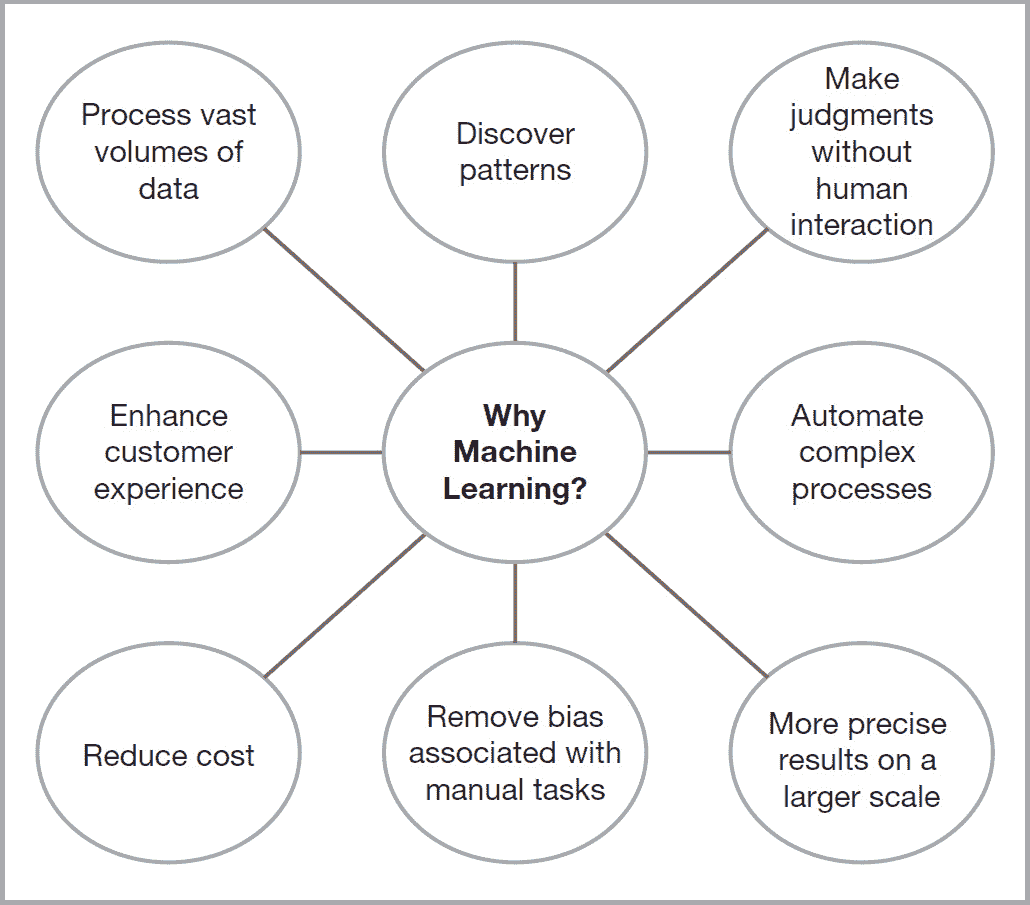 Process vast
volumes of
data
Discover
patterns
Make
judgments
without
human
interaction
Enhance
customer
experience
Why
Machine
Learning?
Automate
complex
processes
Reduce cost
Remove bias
associated with
manual tasks
More precise
results on a
larger scale